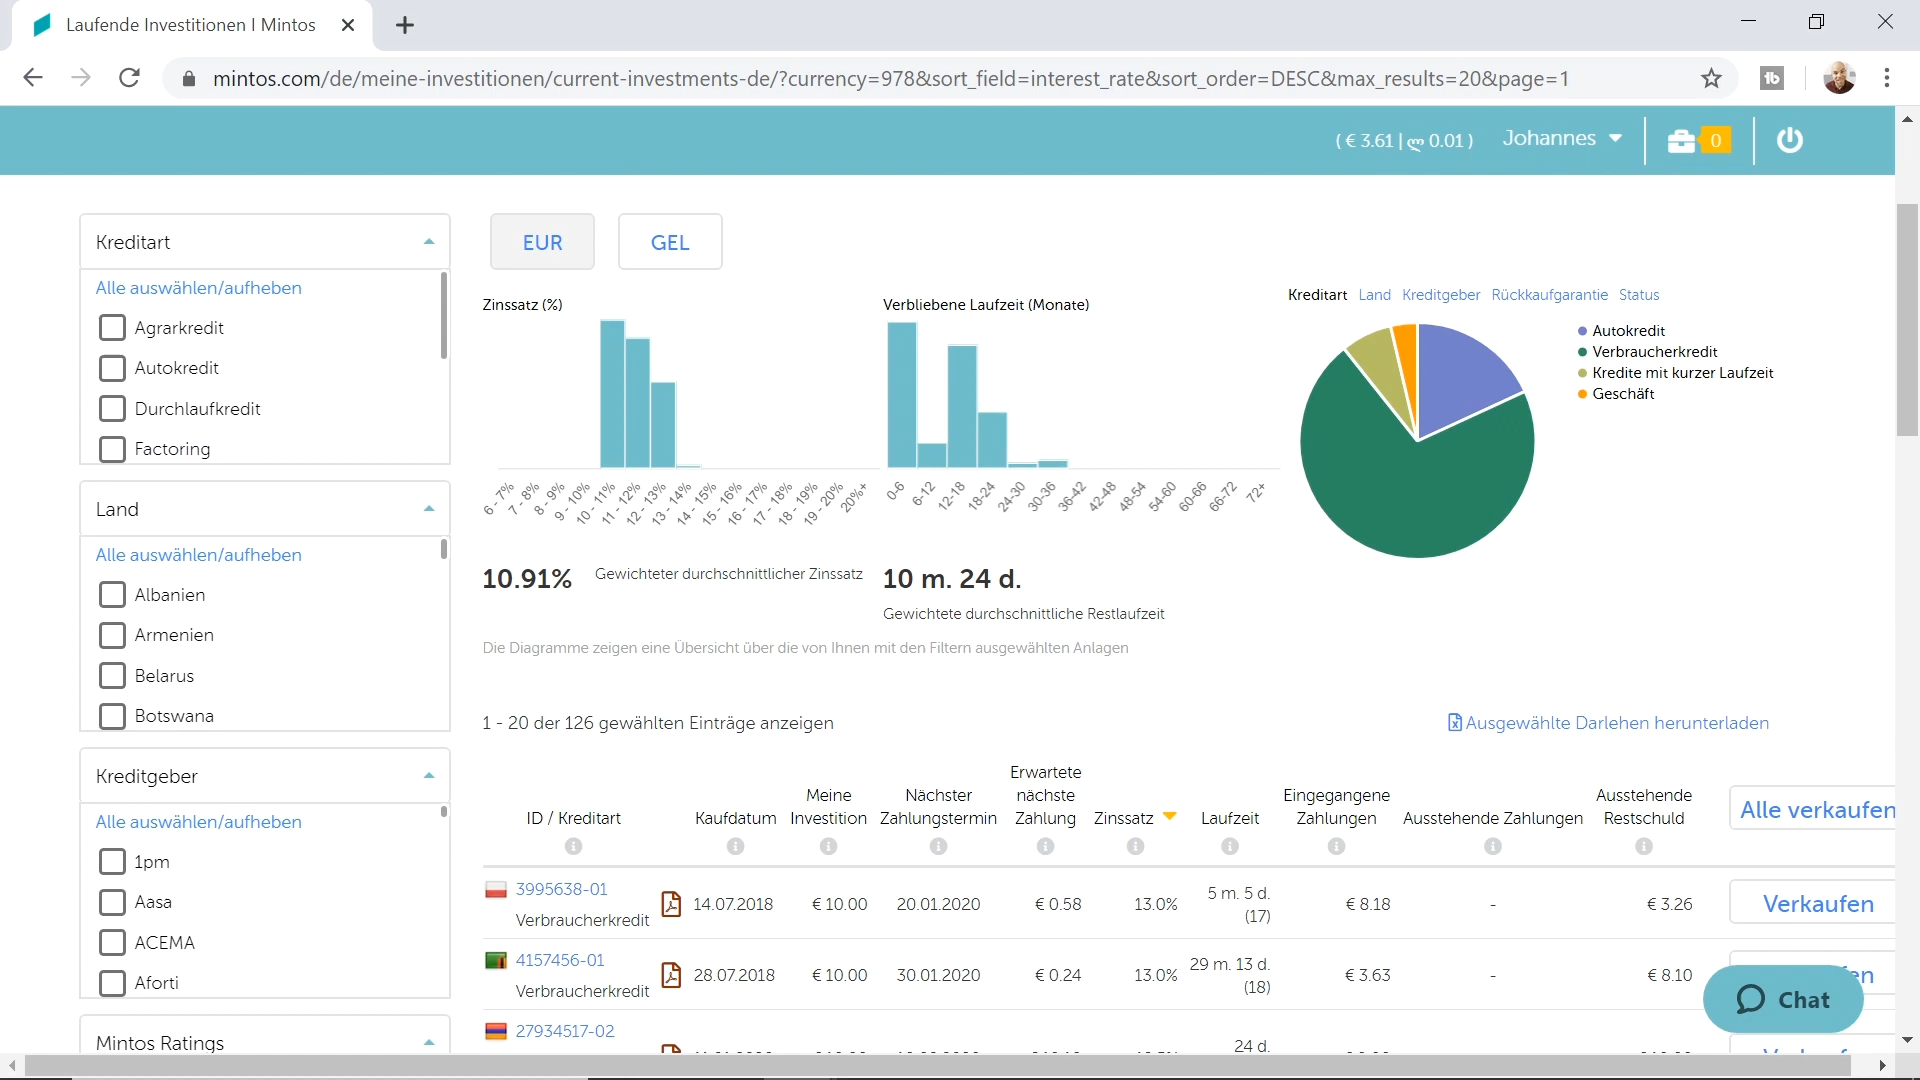 Laufende Investitionen I Mintos
mintos.com/de/meine-investitionen/current-investments-de/?currency=978&sort_field=interest_rate&sort_order=DESC&max_results=20&page=1
( € 3.61 | ლ 0.01 ) Johannes 0
Kreditart
Alle auswählen/aufheben
Agrarkredit
Autokredit
Durchlaufkredit
Factoring
Land
Alle auswählen/aufheben
Albanien
Armenien
Belarus
Botswana
Kreditgeber
Alle auswählen/aufheben
1pm
Aasa
ACEMA
Aforti
Mintos Ratings
EUR GEL
Zinssatz (%)
6 - 7% 7 - 8% 8 - 9% 9 - 10% 10 - 11% 11 - 12% 12 - 13% 13 - 14% 14 - 15% 15 - 16% 16 - 17% 17 - 18% 18 - 19% 19 - 20% 20%+
10.91% Gewichteter durchschnittlicher Zinssatz
Verbliebene Laufzeit (Monate)
0-6 6-12 12-18 18-24 24-30 30-36 36-42 42-48 48-54 54-60 60-66 66-72 72+
10 m. 24 d.
Gewichtete durchschnittliche Restlaufzeit
Kreditart Land Kreditgeber Rückkaufgarantie Status
Autokredit
Verbraucherkredit
Kredite mit kurzer Laufzeit
Geschäft
Die Diagramme zeigen eine Übersicht über die von Ihnen mit den Filtern ausgewählten Anlagen
1 - 20 der 126 gewählten Einträge anzeigen
Ausgewählte Darlehen herunterladen
ID / Kreditart
Kaufdatum
Meine
Investition
Nächster
Zahlungstermin
Erwartete
nächste
Zahlung
Zinssatz
Laufzeit
Eingegangene
Zahlungen
Ausstehende Zahlungen
Ausstehende
Restschuld
Alle verkaufen
3995638-01
Verbraucherkredit
14.07.2018 € 10.00 20.01.2020 € 0.58 13.0%
5 m. 5 d.
(17)
€ 8.18 - € 3.26 Verkaufen
4157456-01
Verbraucherkredit
28.07.2018 € 10.00 30.01.2020 € 0.24 13.0%
29 m. 13 d.
(18)
€ 3.63 - € 8.10
27934517-02
24 d.
Chat